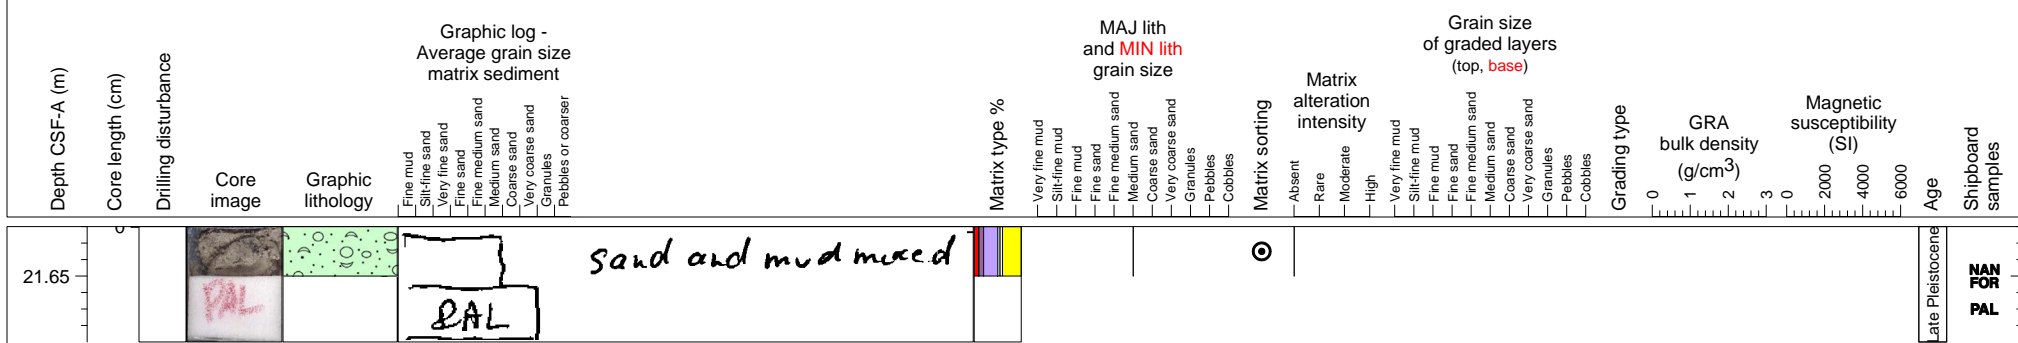 Depth CSF-A (m)
Core length (cm)
Drilling disturbance
Core
image
Graphic
lithology
Graphic log -
Average grain size
matrix sediment
Fine mud
Silt-fine sand
Very fine sand
Fine sand
Fine medium sand
Medium sand
Coarse sand
Very coarse sand
Granules
Pebbles or coarser
Matrix type %
MAJ lith
and MIN lith
grain size
Very fine mud
Silt-fine mud
Fine mud
Fine sand
Fine medium sand
Medium sand
Coarse sand
Very coarse sand
Granules
Pebbles
Cobbles
Matrix sorting
Matrix
alteration
intensity
Absent
Rare
Moderate
High
Grain size
of graded layers
(top, base)
Very fine mud
Silt-fine mud
Fine mud
Fine sand
Fine medium sand
Medium sand
Coarse sand
Very coarse sand
Granules
Pebbles
Cobbles
Grading type
GRA
bulk density
(g/cm3)
0 1 2 3
Magnetic
susceptibility
(SI)
0 2000 4000 6000
Age
Shipboard
samples
0
21.65
PAL
sand and mud mixed
PAL
Late Pleistocene
NAN
FOR
PAL